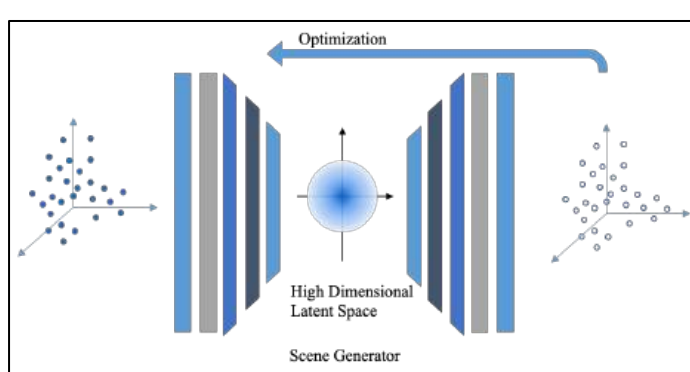 Optimization
High Dimensional
Latent Space
Scene Generator